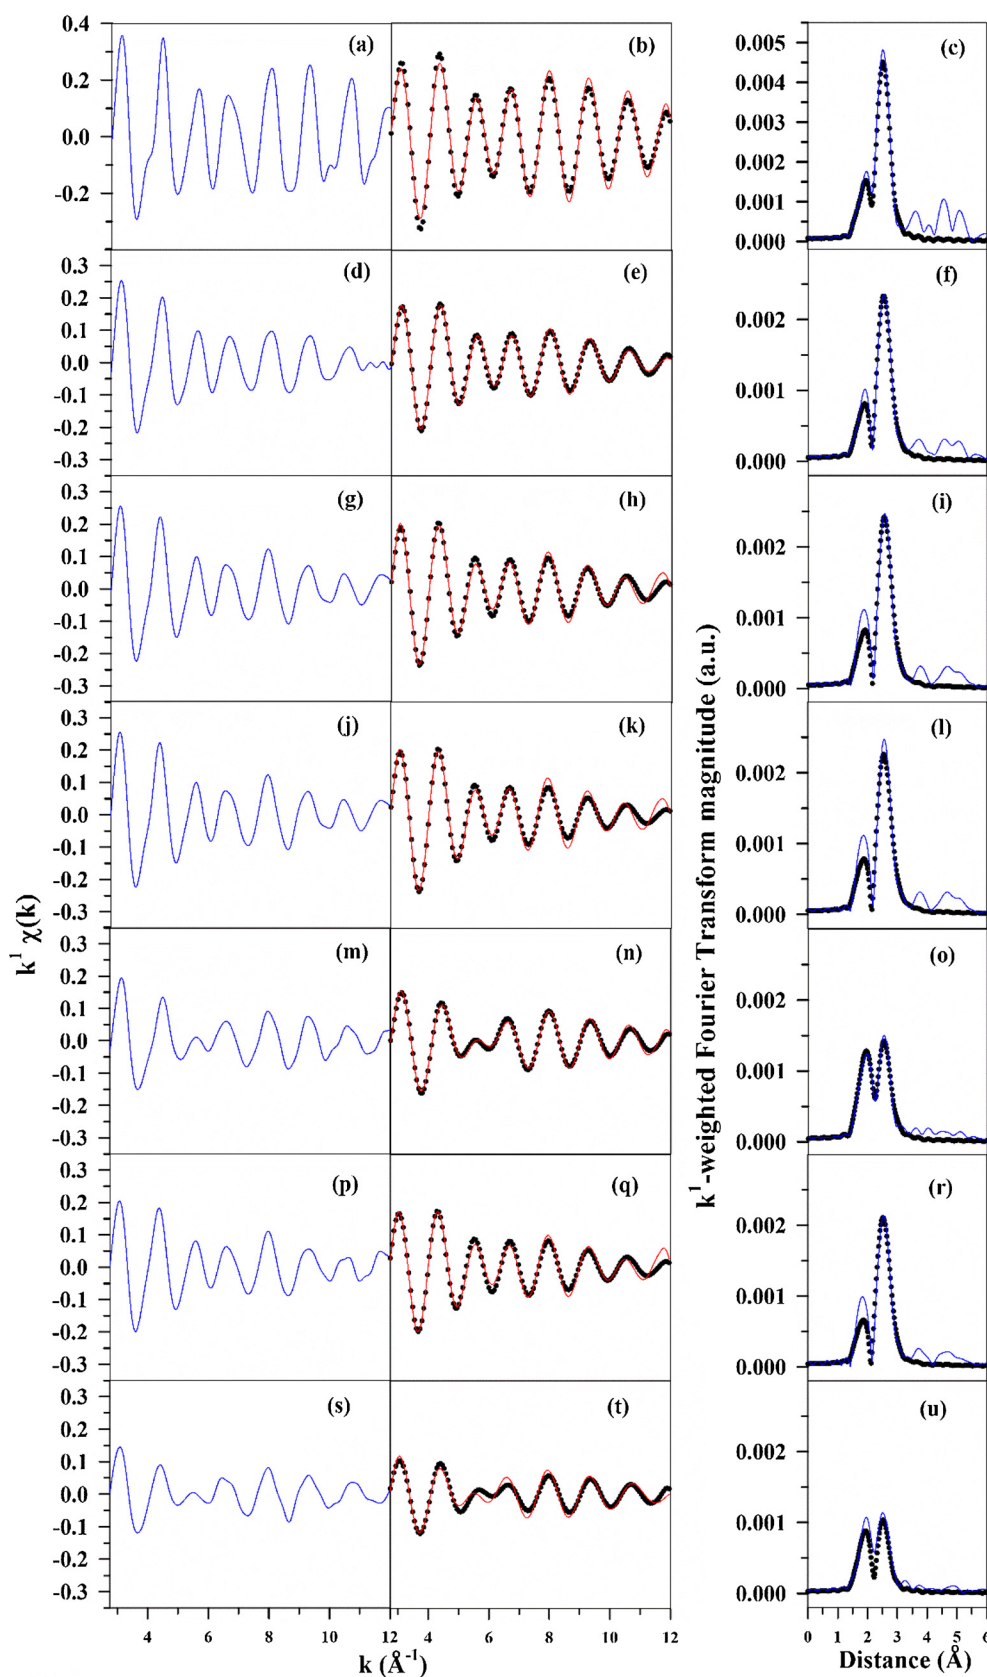 0.4
0.2
0.0
-0.2
(a)
(b)
0.005
0.004
0.003
0.002
0.001
0.000
(c)
0.3
0.2
0.1
0.0
-0.1
-0.2
-0.3
(d)
(e)
0.002
0.001
0.000
(f)
0.3
0.2
0.1
0.0
-0.1
-0.2
-0.3
(g)
(h)
0.002
0.001
0.000
(i)
0.3
0.2
0.1
0.0
-0.1
-0.2
-0.3
(j)
(k)
0.002
0.001
0.000
(l)
0.3
0.2
0.1
0.0
-0.1
-0.2
-0.3
(m)
(n)
0.002
0.001
0.000
(o)
0.3
0.2
0.1
0.0
-0.1
-0.2
-0.3
(p)
(q)
0.002
0.001
0.000
(r)
0.3
0.2
0.1
0.0
-0.1
-0.2
-0.3
(s)
(t)
0.002
0.001
0.000
(u)
4 6 8 10 12 4 6 8 10 12
0 1 2 3 4 5 6
k¹ χ(k)
k (Å⁻¹)
k¹-weighted Fourier Transform magnitude (a.u.)
Distance (Å)